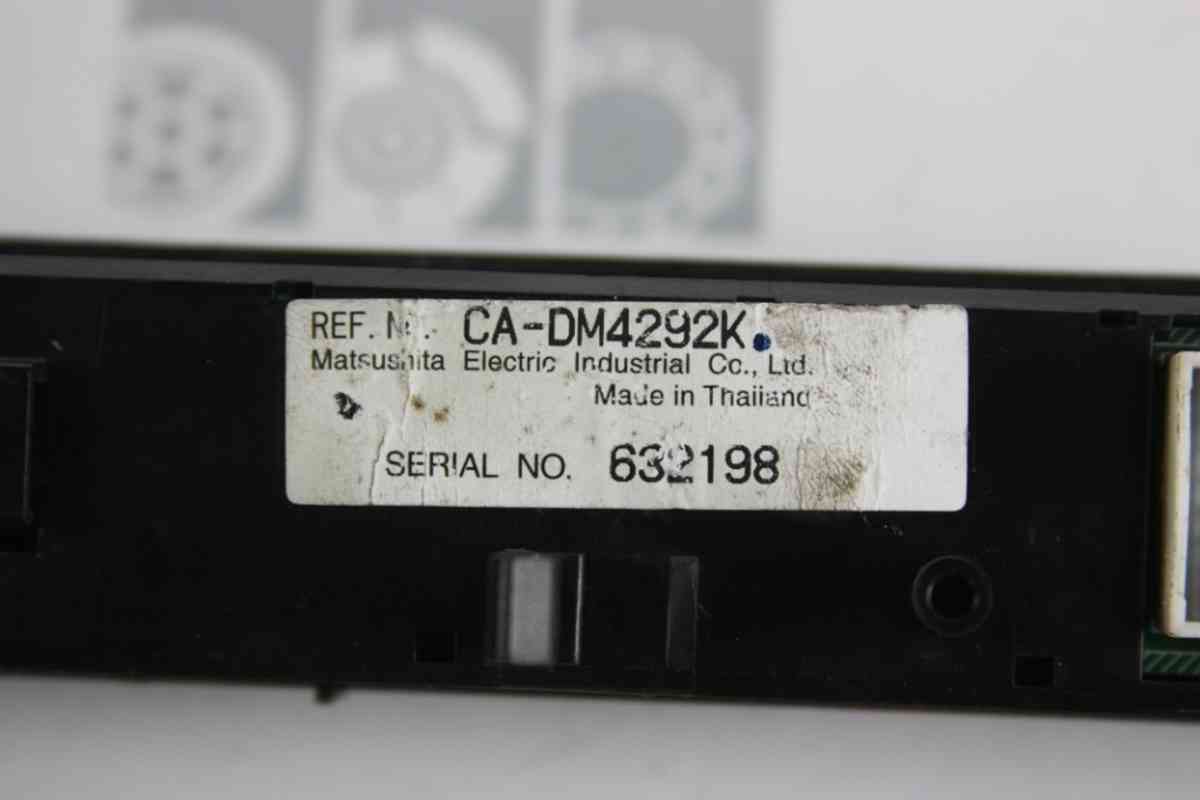 REF. NO. CA-DM4292K.
Matsushita Electric Industrial Co., Ltd.
Made in Thailand
SERIAL NO. 632198